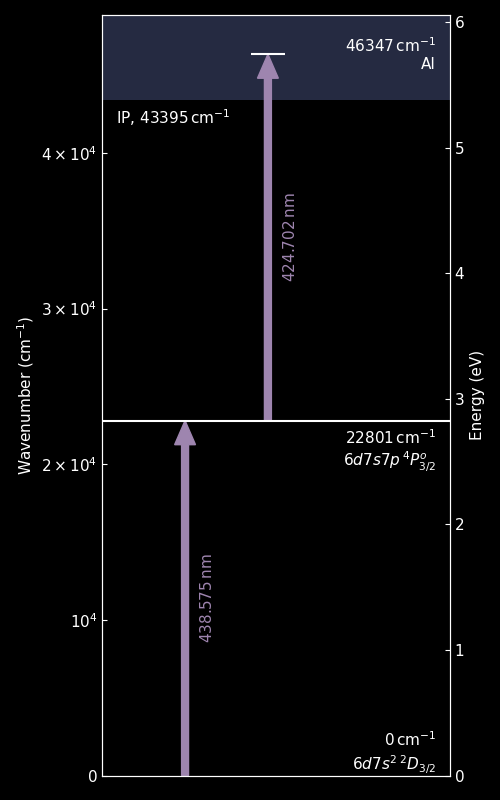 46347 cm⁻¹
AI
IP, 43395 cm⁻¹
424.702 nm
22801 cm⁻¹
6d7s7p ⁴P°₃/₂
438.575 nm
0 cm⁻¹
6d7s² ²D₃/₂
Wavenumber (cm⁻¹)
4 × 10⁴
3 × 10⁴
2 × 10⁴
10⁴
0
Energy (eV)
6
5
4
3
2
1
0